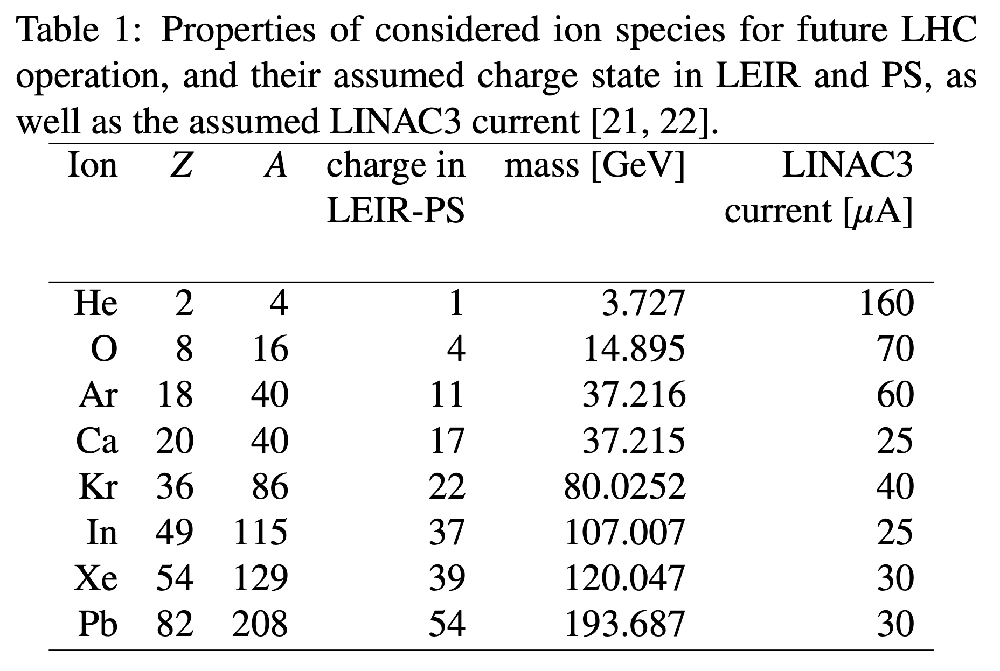 Table 1: Properties of considered ion species for future LHC
operation, and their assumed charge state in LEIR and PS, as
well as the assumed LINAC3 current [21, 22].
Ion Z A charge in mass [GeV] LINAC3
LEIR-PS current [μA]
He 2 4 1 3.727 160
O 8 16 4 14.895 70
Ar 18 40 11 37.216 60
Ca 20 40 17 37.215 25
Kr 36 86 22 80.0252 40
In 49 115 37 107.007 25
Xe 54 129 39 120.047 30
Pb 82 208 54 193.687 30